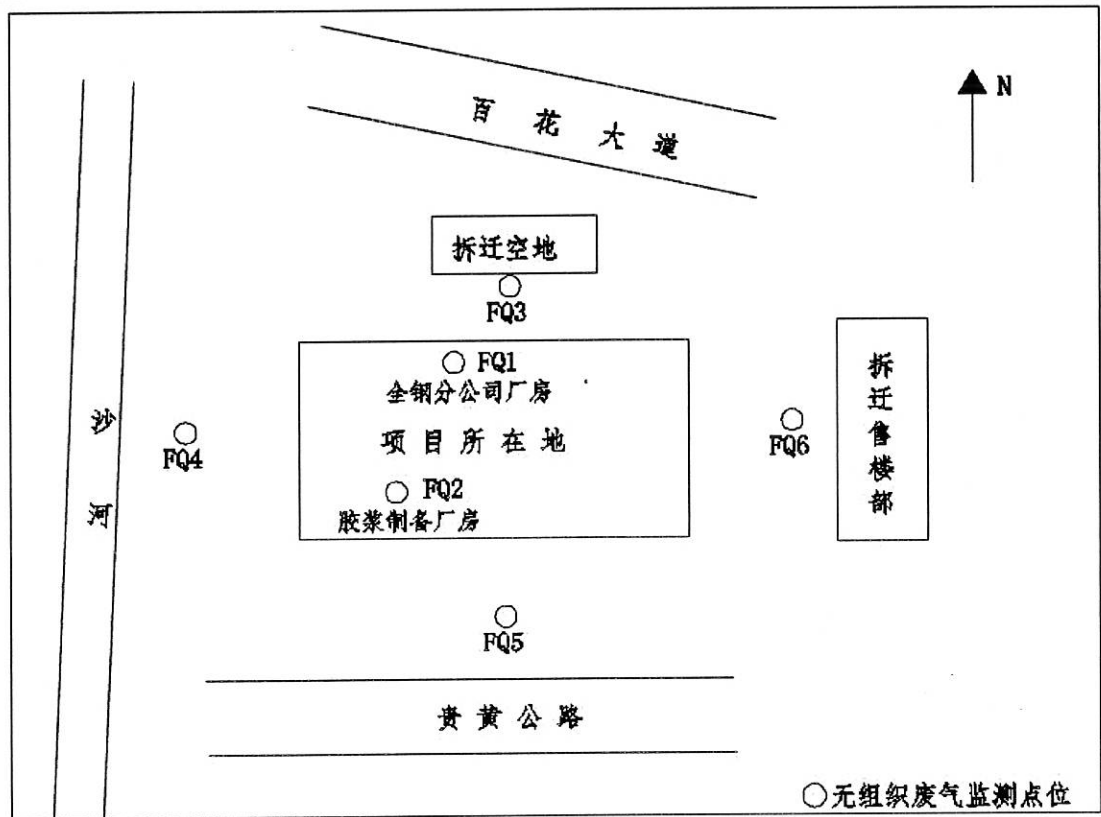 百花大道
N
拆迁空地
FQ3
FQ1
全钢分公司厂房
项目所在地
FQ2
胶浆制备厂房
沙河
FQ4
FQ6
拆迁售楼部
FQ5
贵黄公路
○无组织废气监测点位